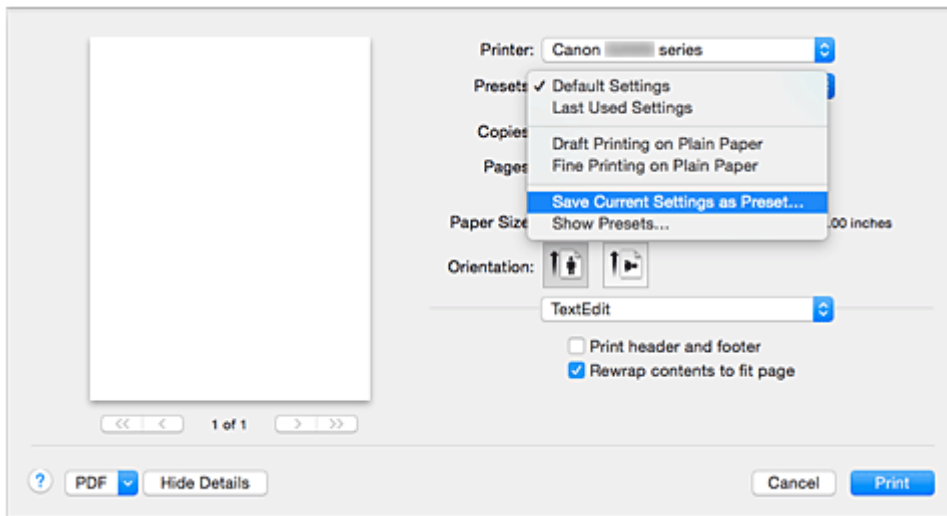 Printer: Canon series
Presets ✓ Default Settings
Last Used Settings
Copies
Draft Printing on Plain Paper
Pages Fine Printing on Plain Paper
Save Current Settings as Preset...
Paper Size Show Presets... .00 inches
Orientation:
TextEdit
Print header and footer
Rewrap contents to fit page
1 of 1
? PDF Hide Details Cancel Print